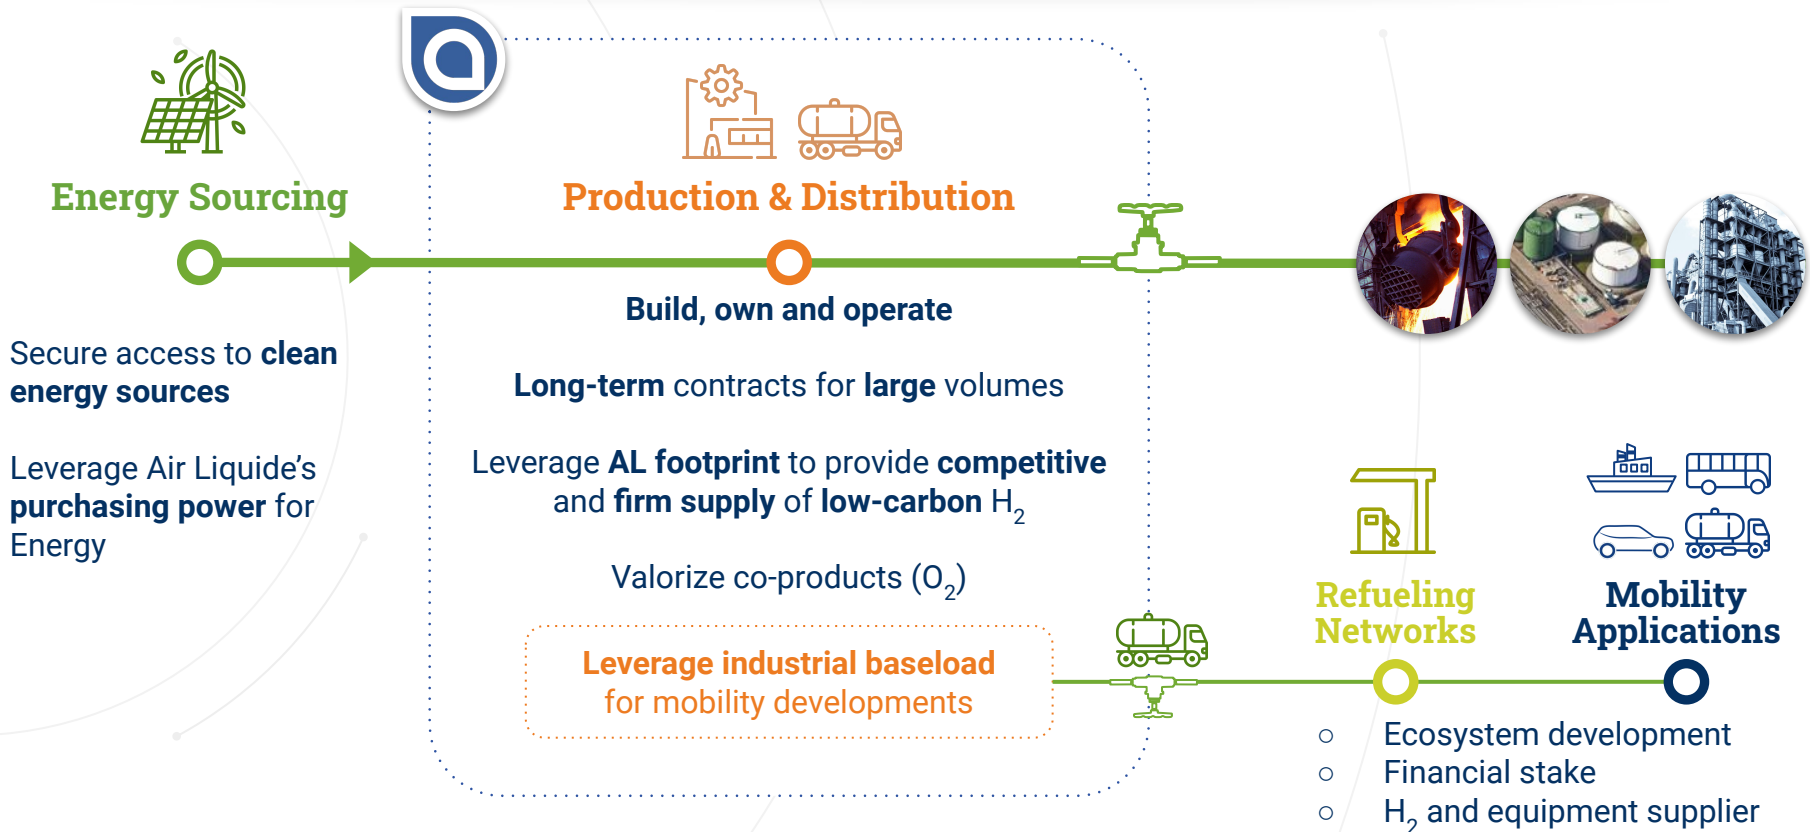 Energy Sourcing
Secure access to clean
energy sources
Leverage Air Liquide's
purchasing power for
Energy
Production & Distribution
Build, own and operate
Long-term contracts for large volumes
Leverage AL footprint to provide competitive
and firm supply of low-carbon H₂
Valorize co-products (O₂)
Leverage industrial baseload
for mobility developments
Refueling
Networks
Mobility
Applications
○ Ecosystem development
○ Financial stake
○ H₂ and equipment supplier